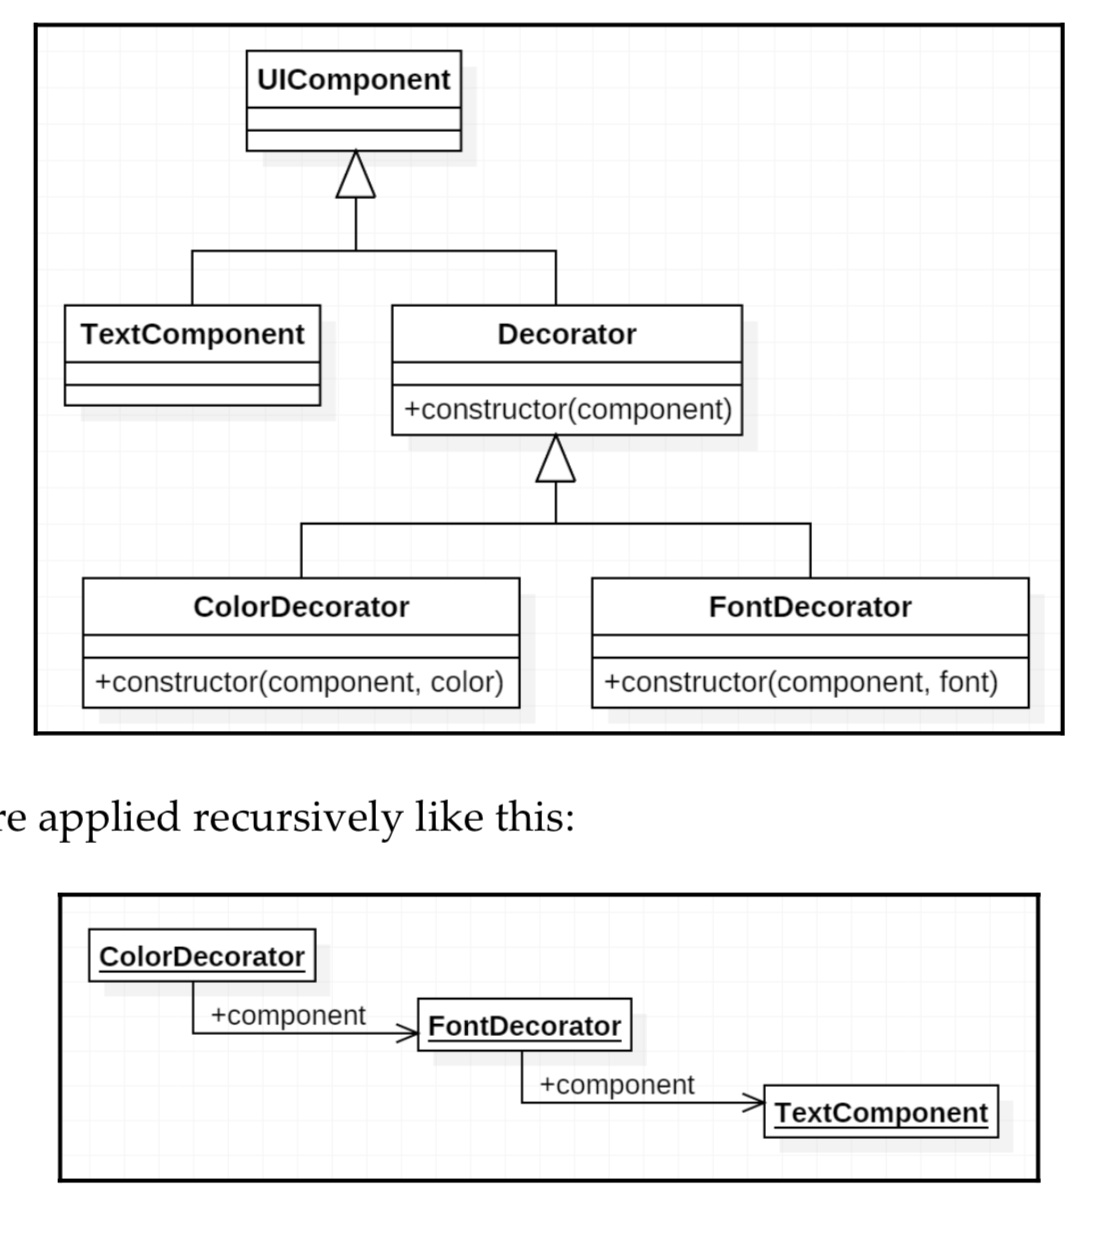 UIComponent
TextComponent
Decorator
+constructor(component)
ColorDecorator
FontDecorator
+constructor(component, color)
+constructor(component, font)
re applied recursively like this:
ColorDecorator
+component
FontDecorator
+component
TextComponent